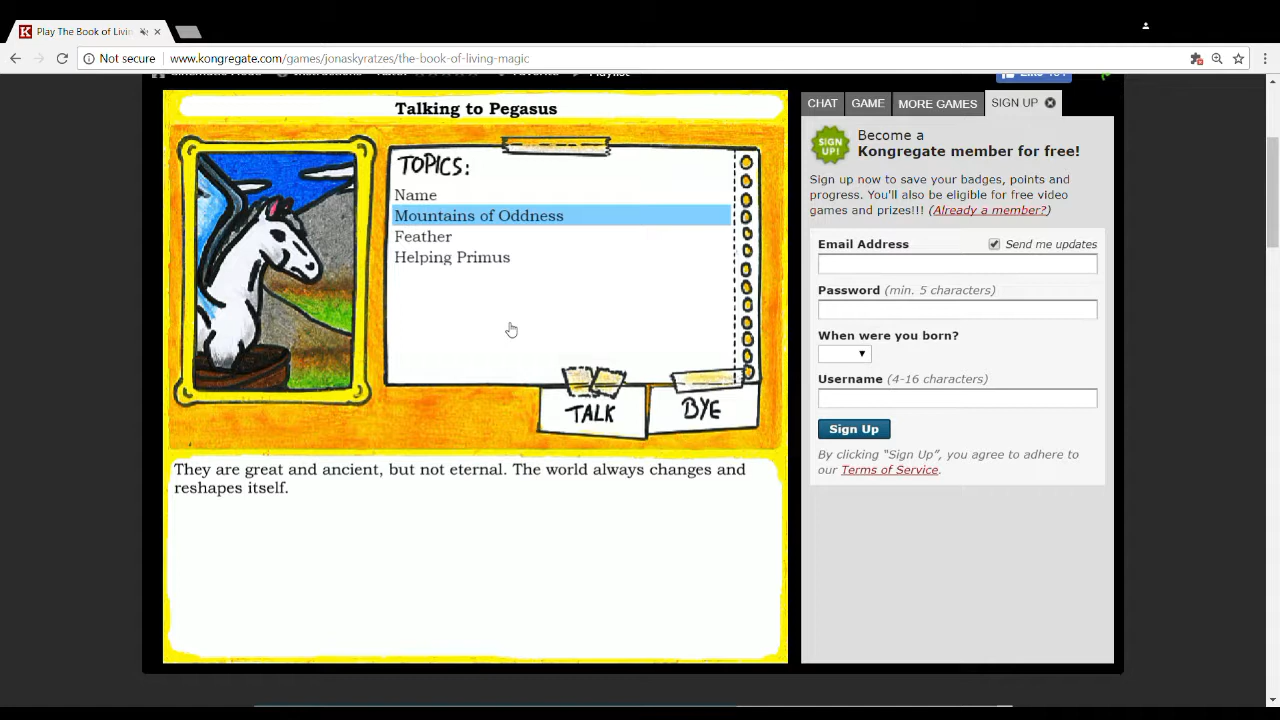 Play The Book of Livin
Not secure
www.kongregate.com/games/jonaskyratzes/the-book-of-living-magic
Playlist
Like
Talking to Pegasus
TOPICS:
Name
Mountains of Oddness
Feather
Helping Primus
TALK
BYE
They are great and ancient, but not eternal. The world always changes and
reshapes itself.
CHAT
GAME
MORE GAMES
SIGN UP
SIGN UP!
Become a
Kongregate member for free!
Sign up now to save your badges, points and
progress. You'll also be eligible for free video
games and prizes!!! (Already a member?)
Email Address
Send me updates
Password (min. 5 characters)
When were you born?
Username (4-16 characters)
Sign Up
By clicking "Sign Up", you agree to adhere to
our Terms of Service.